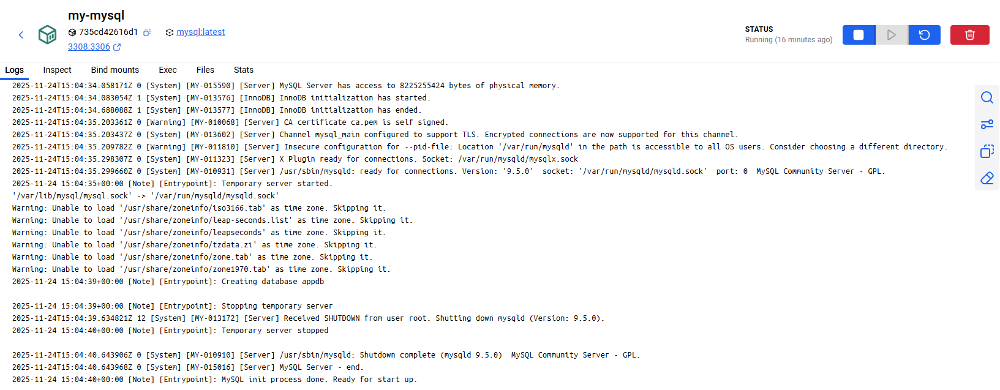 my-mysql
735cd42616d1 mysql:latest
3308:3306
STATUS
Running (16 minutes ago)
Logs Inspect Bind mounts Exec Files Stats
2025-11-24T15:04:34.058171Z 0 [System] [MY-015590] [Server] MySQL Server has access to 8225255424 bytes of physical memory.
2025-11-24T15:04:34.083054Z 1 [System] [MY-013576] [InnoDB] InnoDB initialization has started.
2025-11-24T15:04:34.688088Z 1 [System] [MY-013577] [InnoDB] InnoDB initialization has ended.
2025-11-24T15:04:35.203361Z 0 [Warning] [MY-010068] [Server] CA certificate ca.pem is self signed.
2025-11-24T15:04:35.203437Z 0 [System] [MY-013602] [Server] Channel mysql_main configured to support TLS. Encrypted connections are now supported for this channel.
2025-11-24T15:04:35.209782Z 0 [Warning] [MY-011810] [Server] Insecure configuration for --pid-file: Location '/var/run/mysqld' in the path is accessible to all OS users. Consider choosing a different directory.
2025-11-24T15:04:35.298307Z 0 [System] [MY-011323] [Server] X Plugin ready for connections. Socket: /var/run/mysqld/mysqlx.sock
2025-11-24T15:04:35.299660Z 0 [System] [MY-010931] [Server] /usr/sbin/mysqld: ready for connections. Version: '9.5.0'  socket: '/var/run/mysqld/mysqld.sock'  port: 0  MySQL Community Server - GPL.
2025-11-24 15:04:35+00:00 [Note] [Entrypoint]: Temporary server started.
'/var/lib/mysql/mysql.sock' -> '/var/run/mysqld/mysqld.sock'
Warning: Unable to load '/usr/share/zoneinfo/iso3166.tab' as time zone. Skipping it.
Warning: Unable to load '/usr/share/zoneinfo/leap-seconds.list' as time zone. Skipping it.
Warning: Unable to load '/usr/share/zoneinfo/leapseconds' as time zone. Skipping it.
Warning: Unable to load '/usr/share/zoneinfo/tzdata.zi' as time zone. Skipping it.
Warning: Unable to load '/usr/share/zoneinfo/zone.tab' as time zone. Skipping it.
Warning: Unable to load '/usr/share/zoneinfo/zone1970.tab' as time zone. Skipping it.
2025-11-24 15:04:39+00:00 [Note] [Entrypoint]: Creating database appdb
2025-11-24 15:04:39+00:00 [Note] [Entrypoint]: Stopping temporary server
2025-11-24T15:04:39.634821Z 12 [System] [MY-013172] [Server] Received SHUTDOWN from user root. Shutting down mysqld (Version: 9.5.0).
2025-11-24 15:04:40+00:00 [Note] [Entrypoint]: Temporary server stopped
2025-11-24T15:04:40.643906Z 0 [System] [MY-010910] [Server] /usr/sbin/mysqld: Shutdown complete (mysqld 9.5.0)  MySQL Community Server - GPL.
2025-11-24T15:04:40.643968Z 0 [System] [MY-015016] [Server] MySQL Server - end.
2025-11-24 15:04:40+00:00 [Note] [Entrypoint]: MySQL init process done. Ready for start up.